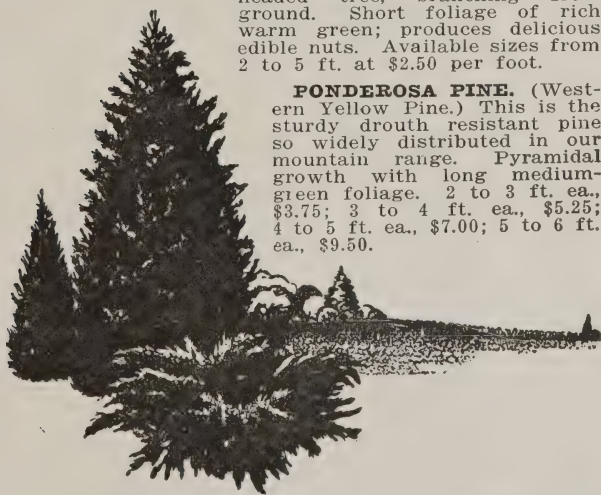 headed tree, branching
ground. Short foliage of rich
warm green; produces delicious
edible nuts. Available sizes from
2 to 5 ft. at $2.50 per foot.
PONDEROSA PINE. (West-
ern Yellow Pine.) This is the
sturdy drouth resistant pine
so widely distributed in our
mountain range. Pyramidal
growth with long medium-
green foliage. 2 to 3 ft. ea.,
$3.75; 3 to 4 ft. ea., $5.25;
4 to 5 ft. ea., $7.00; 5 to 6 ft.
ea., $9.50.